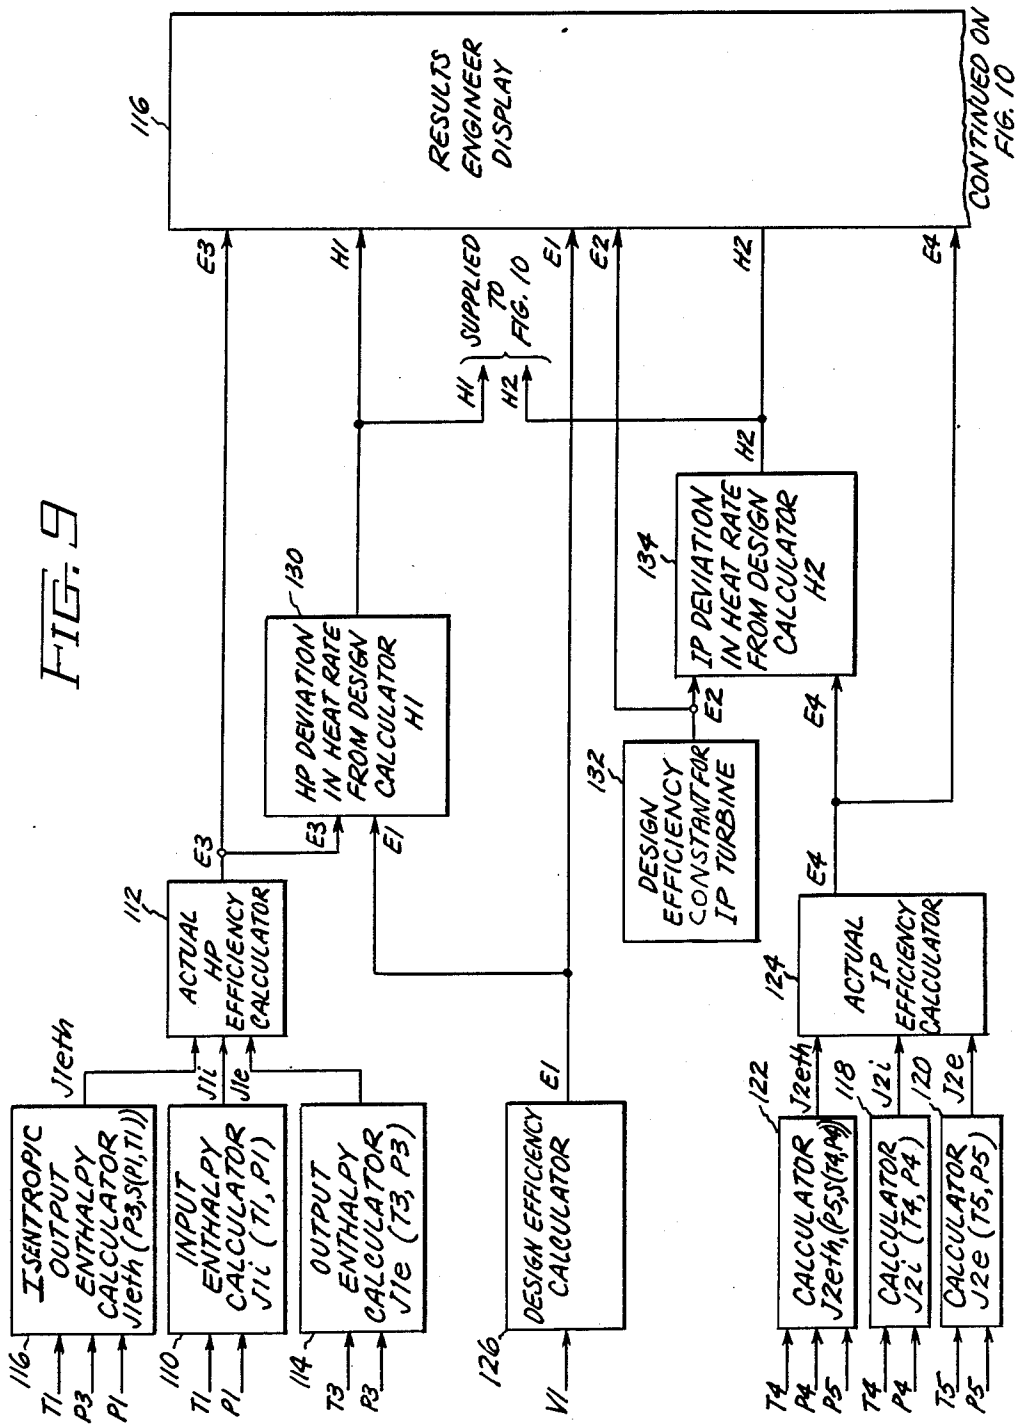 FIG. 9
116
ISENTROPIC
OUTPUT
ENTHALPY
CALCULATOR
J1eth (P3,S(P1,T1))
T1
P3
P1
J1eth
110
INPUT
ENTHALPY
CALCULATOR
J1i (T1, P1)
T1
P1
J1i
114
OUTPUT
ENTHALPY
CALCULATOR
J1e (T3, P3)
T3
P3
J1e
112
ACTUAL
HP
EFFICIENCY
CALCULATOR
E3
E3
E3
E1
130
HP DEVIATION
IN HEAT RATE
FROM DESIGN
CALCULATOR
H1
H1
126
DESIGN EFFICIENCY
CALCULATOR
V1
E1
E1
SUPPLIED
TO
FIG. 10
H1
H2
132
DESIGN
EFFICIENCY
CONSTANT FOR
IP TURBINE
E2
E2
134
IP DEVIATION
IN HEAT RATE
FROM DESIGN
CALCULATOR
H2
H2
H2
122
CALCULATOR
J2eth,(P5,S(T4,P4))
T4
P4
P5
J2eth
118
CALCULATOR
J2i (T4, P4)
T4
P4
J2i
120
CALCULATOR
J2e (T5, P5)
T5
P5
J2e
124
ACTUAL
IP
EFFICIENCY
CALCULATOR
E4
E4
E4
116
RESULTS
ENGINEER
DISPLAY
CONTINUED ON
FIG. 10